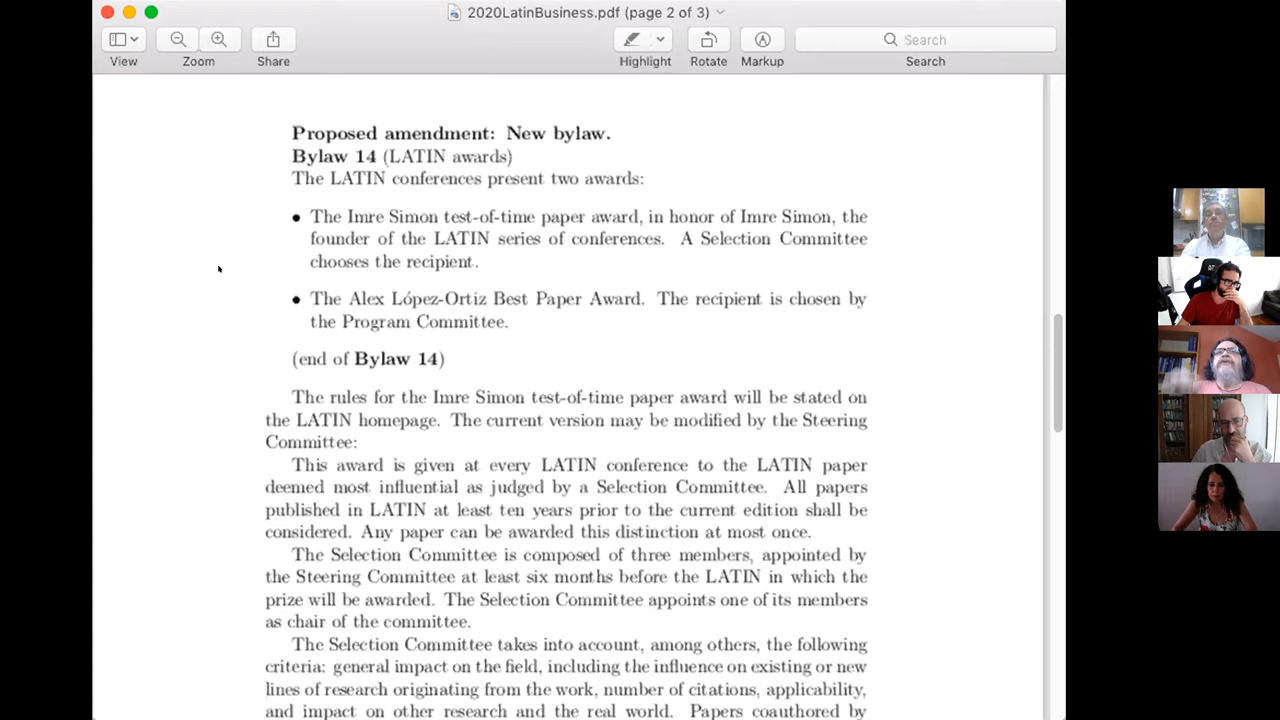 2020LatinBusiness.pdf (page 2 of 3)
View
Zoom
Share
Highlight
Rotate
Markup
Search
Search
Proposed amendment: New bylaw.
Bylaw 14 (LATIN awards)
The LATIN conferences present two awards:
• The Imre Simon test-of-time paper award, in honor of Imre Simon, the
founder of the LATIN series of conferences. A Selection Committee
chooses the recipient.
• The Alex López-Ortiz Best Paper Award. The recipient is chosen by
the Program Committee.
(end of Bylaw 14)
The rules for the Imre Simon test-of-time paper award will be stated on
the LATIN homepage. The current version may be modified by the Steering
Committee:
This award is given at every LATIN conference to the LATIN paper
deemed most influential as judged by a Selection Committee. All papers
published in LATIN at least ten years prior to the current edition shall be
considered. Any paper can be awarded this distinction at most once.
The Selection Committee is composed of three members, appointed by
the Steering Committee at least six months before the LATIN in which the
prize will be awarded. The Selection Committee appoints one of its members
as chair of the committee.
The Selection Committee takes into account, among others, the following
criteria: general impact on the field, including the influence on existing or new
lines of research originating from the work, number of citations, applicability,
and impact on other research and the real world. Papers coauthored by